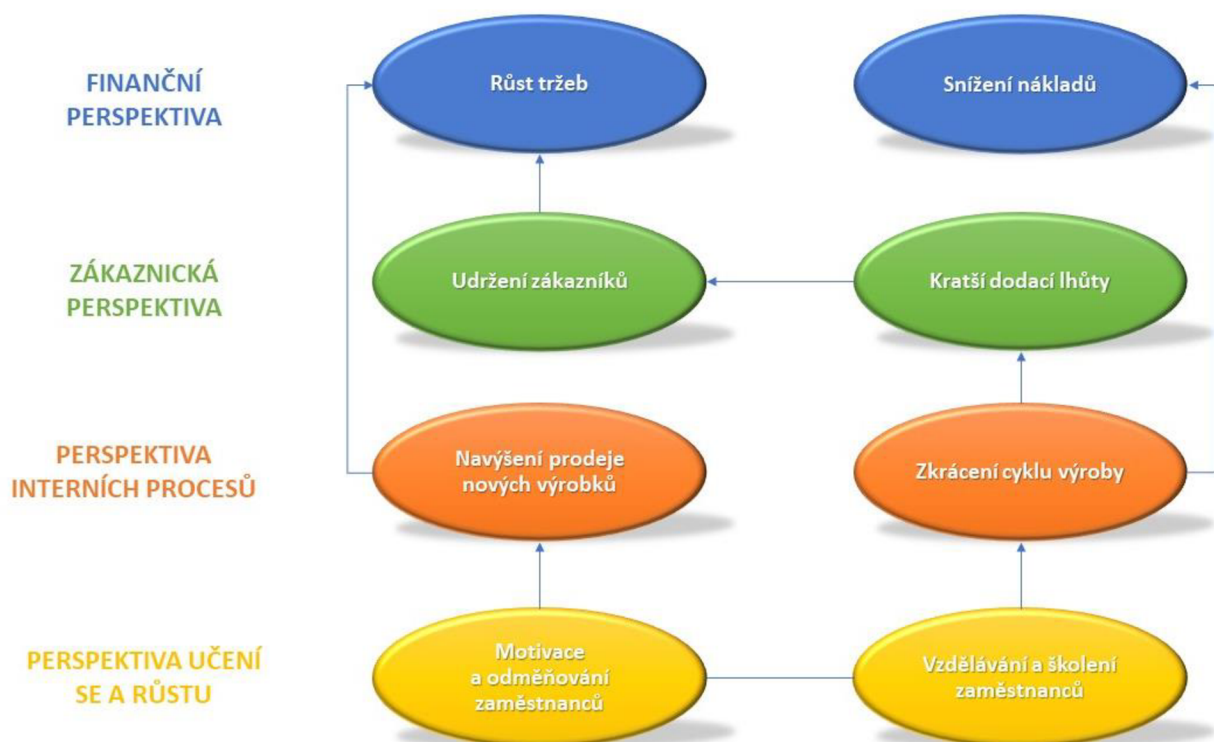 FINANČNÍ
PERSPEKTIVA
Růst tržeb
Snížení nákladů
ZÁKAZNICKÁ
PERSPEKTIVA
Udržení zákazníků
Kratší dodací lhůty
PERSPEKTIVA
INTERNÍCH PROCESŮ
Navýšení prodeje
nových výrobků
Zkrácení cyklu výroby
PERSPEKTIVA UČENÍ
SE A RŮSTU
Motivace
a odměňování
zaměstnanců
Vzdělávání a školení
zaměstnanců